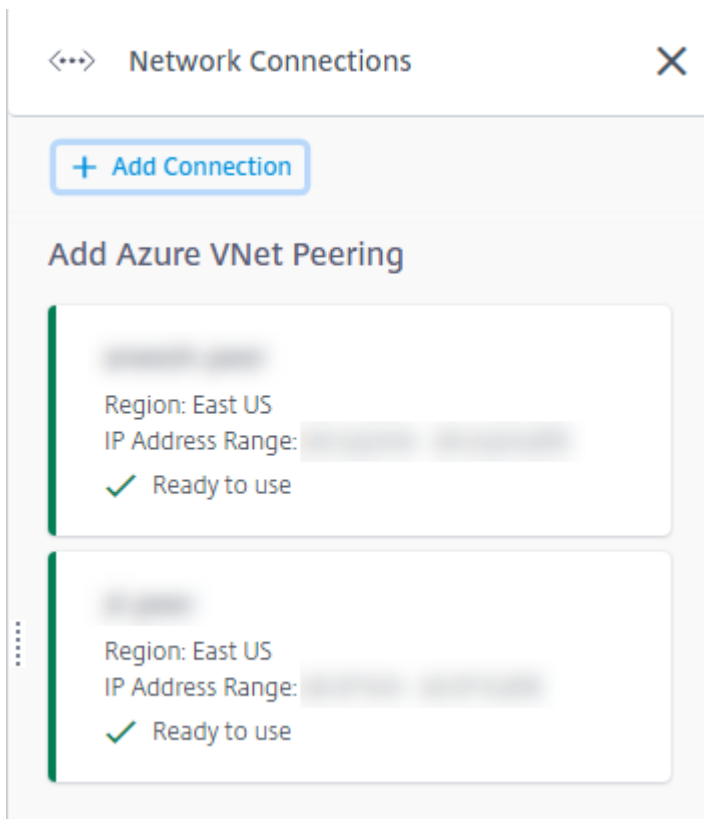 Network Connections
+ Add Connection
Add Azure VNet Peering
Region: East US
IP Address Range:
Ready to use
Region: East US
IP Address Range:
Ready to use